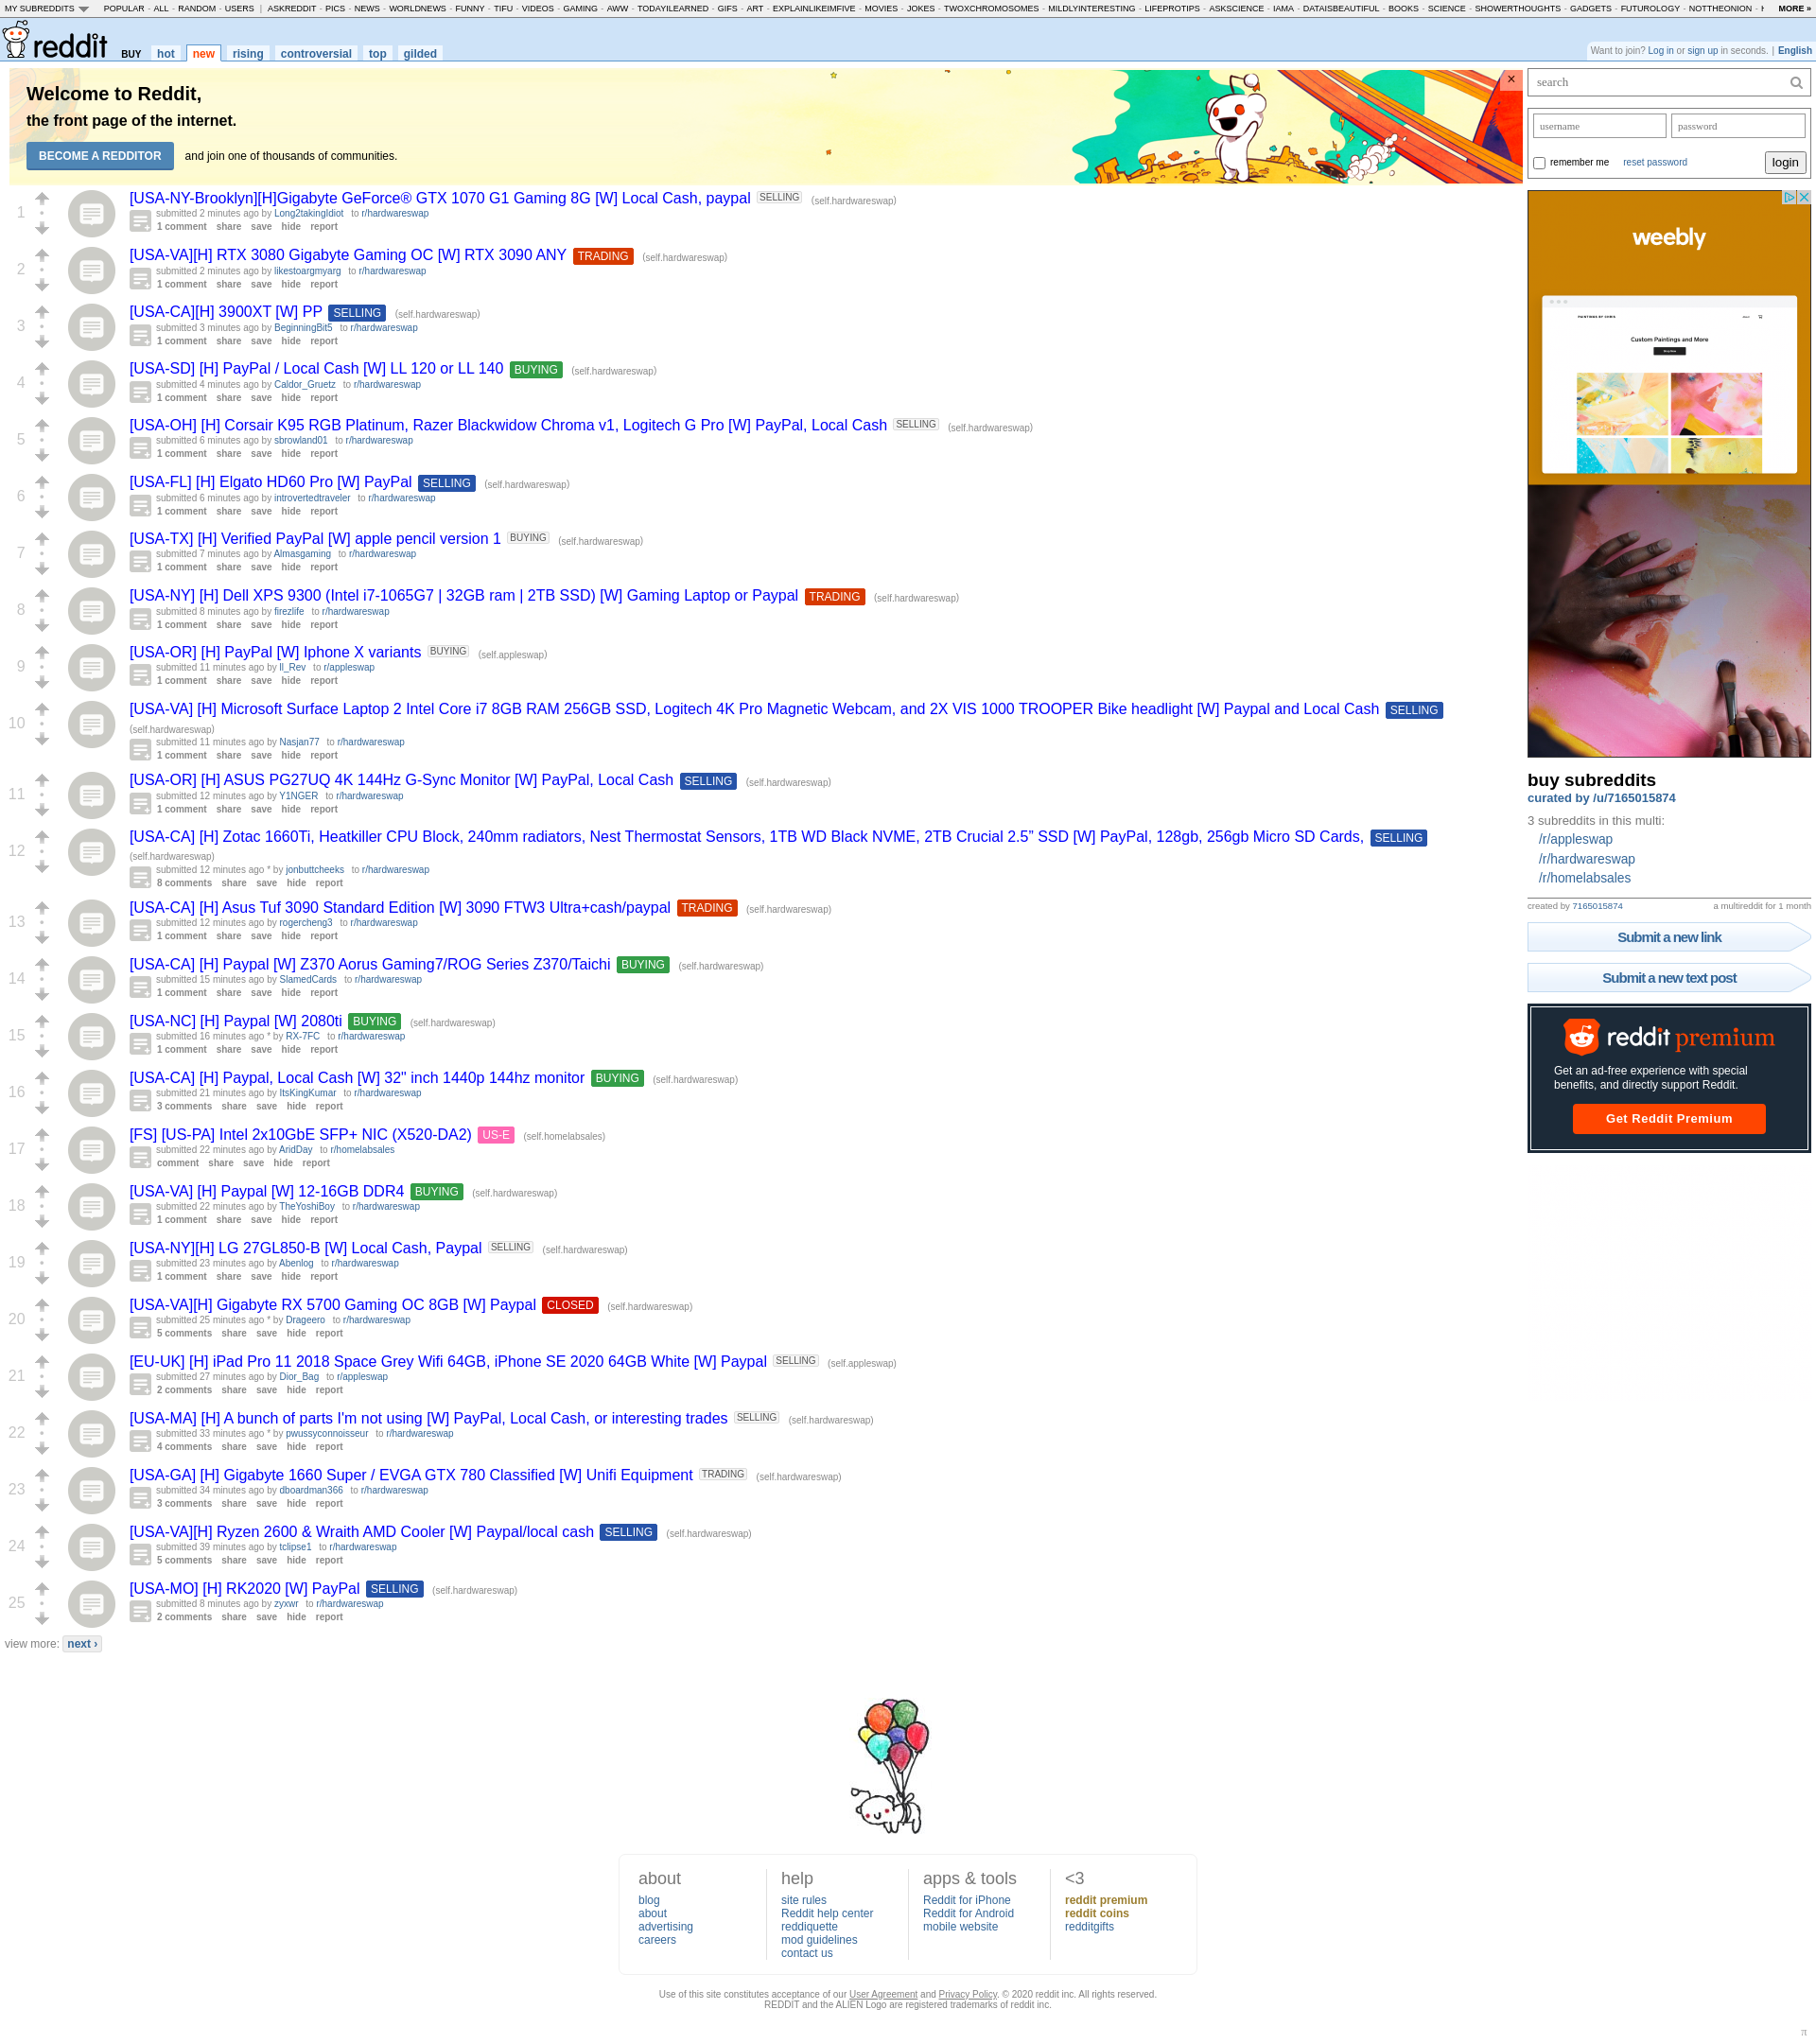 MY SUBREDDITS POPULAR - ALL - RANDOM - USERS | ASKREDDIT - PICS - NEWS - WORLDNEWS - FUNNY - TIFU - VIDEOS - GAMING - AWW - TODAYILEARNED - GIFS - ART - EXPLAINLIKEIMFIVE - MOVIES - JOKES - TWOXCHROMOSOMES - MILDLYINTERESTING - LIFEPROTIPS - ASKSCIENCE - IAMA - DATAISBEAUTIFUL - BOOKS - SCIENCE - SHOWERTHOUGHTS - GADGETS - FUTUROLOGY - NOTTHEONION - MORE »
reddit BUY hot new rising controversial top gilded
Want to join? Log in or sign up in seconds. | English
Welcome to Reddit,
the front page of the internet.
BECOME A REDDITOR and join one of thousands of communities.
×
1
[USA-NY-Brooklyn][H]Gigabyte GeForce® GTX 1070 G1 Gaming 8G [W] Local Cash, paypal SELLING (self.hardwareswap)
submitted 2 minutes ago by Long2takingIdiot to r/hardwareswap
1 comment share save hide report
2
[USA-VA][H] RTX 3080 Gigabyte Gaming OC [W] RTX 3090 ANY TRADING (self.hardwareswap)
submitted 2 minutes ago by likestoargmyarg to r/hardwareswap
1 comment share save hide report
3
[USA-CA][H] 3900XT [W] PP SELLING (self.hardwareswap)
submitted 3 minutes ago by BeginningBit5 to r/hardwareswap
1 comment share save hide report
4
[USA-SD] [H] PayPal / Local Cash [W] LL 120 or LL 140 BUYING (self.hardwareswap)
submitted 4 minutes ago by Caldor_Gruetz to r/hardwareswap
1 comment share save hide report
5
[USA-OH] [H] Corsair K95 RGB Platinum, Razer Blackwidow Chroma v1, Logitech G Pro [W] PayPal, Local Cash SELLING (self.hardwareswap)
submitted 6 minutes ago by sbrowland01 to r/hardwareswap
1 comment share save hide report
6
[USA-FL] [H] Elgato HD60 Pro [W] PayPal SELLING (self.hardwareswap)
submitted 6 minutes ago by introvertedtraveler to r/hardwareswap
1 comment share save hide report
7
[USA-TX] [H] Verified PayPal [W] apple pencil version 1 BUYING (self.hardwareswap)
submitted 7 minutes ago by Almasgaming to r/hardwareswap
1 comment share save hide report
8
[USA-NY] [H] Dell XPS 9300 (Intel i7-1065G7 | 32GB ram | 2TB SSD) [W] Gaming Laptop or Paypal TRADING (self.hardwareswap)
submitted 8 minutes ago by firezlife to r/hardwareswap
1 comment share save hide report
9
[USA-OR] [H] PayPal [W] Iphone X variants BUYING (self.appleswap)
submitted 11 minutes ago by Il_Rev to r/appleswap
1 comment share save hide report
10
[USA-VA] [H] Microsoft Surface Laptop 2 Intel Core i7 8GB RAM 256GB SSD, Logitech 4K Pro Magnetic Webcam, and 2X VIS 1000 TROOPER Bike headlight [W] Paypal and Local Cash SELLING
(self.hardwareswap)
submitted 11 minutes ago by Nasjan77 to r/hardwareswap
1 comment share save hide report
11
[USA-OR] [H] ASUS PG27UQ 4K 144Hz G-Sync Monitor [W] PayPal, Local Cash SELLING (self.hardwareswap)
submitted 12 minutes ago by Y1NGER to r/hardwareswap
1 comment share save hide report
12
[USA-CA] [H] Zotac 1660Ti, Heatkiller CPU Block, 240mm radiators, Nest Thermostat Sensors, 1TB WD Black NVME, 2TB Crucial 2.5” SSD [W] PayPal, 128gb, 256gb Micro SD Cards, SELLING
(self.hardwareswap)
submitted 12 minutes ago * by jonbuttcheeks to r/hardwareswap
8 comments share save hide report
13
[USA-CA] [H] Asus Tuf 3090 Standard Edition [W] 3090 FTW3 Ultra+cash/paypal TRADING (self.hardwareswap)
submitted 12 minutes ago by rogercheng3 to r/hardwareswap
1 comment share save hide report
14
[USA-CA] [H] Paypal [W] Z370 Aorus Gaming7/ROG Series Z370/Taichi BUYING (self.hardwareswap)
submitted 15 minutes ago by SlamedCards to r/hardwareswap
1 comment share save hide report
15
[USA-NC] [H] Paypal [W] 2080ti BUYING (self.hardwareswap)
submitted 16 minutes ago * by RX-7FC to r/hardwareswap
1 comment share save hide report
16
[USA-CA] [H] Paypal, Local Cash [W] 32" inch 1440p 144hz monitor BUYING (self.hardwareswap)
submitted 21 minutes ago by ItsKingKumar to r/hardwareswap
3 comments share save hide report
17
[FS] [US-PA] Intel 2x10GbE SFP+ NIC (X520-DA2) US-E (self.homelabsales)
submitted 22 minutes ago by AridDay to r/homelabsales
comment share save hide report
18
[USA-VA] [H] Paypal [W] 12-16GB DDR4 BUYING (self.hardwareswap)
submitted 22 minutes ago by TheYoshiBoy to r/hardwareswap
1 comment share save hide report
19
[USA-NY][H] LG 27GL850-B [W] Local Cash, Paypal SELLING (self.hardwareswap)
submitted 23 minutes ago by Abenlog to r/hardwareswap
1 comment share save hide report
20
[USA-VA][H] Gigabyte RX 5700 Gaming OC 8GB [W] Paypal CLOSED (self.hardwareswap)
submitted 25 minutes ago * by Drageero to r/hardwareswap
5 comments share save hide report
21
[EU-UK] [H] iPad Pro 11 2018 Space Grey Wifi 64GB, iPhone SE 2020 64GB White [W] Paypal SELLING (self.appleswap)
submitted 27 minutes ago by Dior_Bag to r/appleswap
2 comments share save hide report
22
[USA-MA] [H] A bunch of parts I'm not using [W] PayPal, Local Cash, or interesting trades SELLING (self.hardwareswap)
submitted 33 minutes ago * by pwussyconnoisseur to r/hardwareswap
4 comments share save hide report
23
[USA-GA] [H] Gigabyte 1660 Super / EVGA GTX 780 Classified [W] Unifi Equipment TRADING (self.hardwareswap)
submitted 34 minutes ago by dboardman366 to r/hardwareswap
3 comments share save hide report
24
[USA-VA][H] Ryzen 2600 & Wraith AMD Cooler [W] Paypal/local cash SELLING (self.hardwareswap)
submitted 39 minutes ago by tclipse1 to r/hardwareswap
5 comments share save hide report
25
[USA-MO] [H] RK2020 [W] PayPal SELLING (self.hardwareswap)
submitted 8 minutes ago by zyxwr to r/hardwareswap
2 comments share save hide report
view more: next ›
search
username password
remember me reset password login
weebly
PAINTINGS BY CHRIS
Custom Paintings and More
buy subreddits
curated by /u/7165015874
3 subreddits in this multi:
/r/appleswap
/r/hardwareswap
/r/homelabsales
created by 7165015874 a multireddit for 1 month
Submit a new link
Submit a new text post
reddit premium
Get an ad-free experience with special
benefits, and directly support Reddit.
Get Reddit Premium
about
blog
about
advertising
careers
help
site rules
Reddit help center
reddiquette
mod guidelines
contact us
apps & tools
Reddit for iPhone
Reddit for Android
mobile website
<3
reddit premium
reddit coins
redditgifts
Use of this site constitutes acceptance of our User Agreement and Privacy Policy. © 2020 reddit inc. All rights reserved.
REDDIT and the ALIEN Logo are registered trademarks of reddit inc.
π